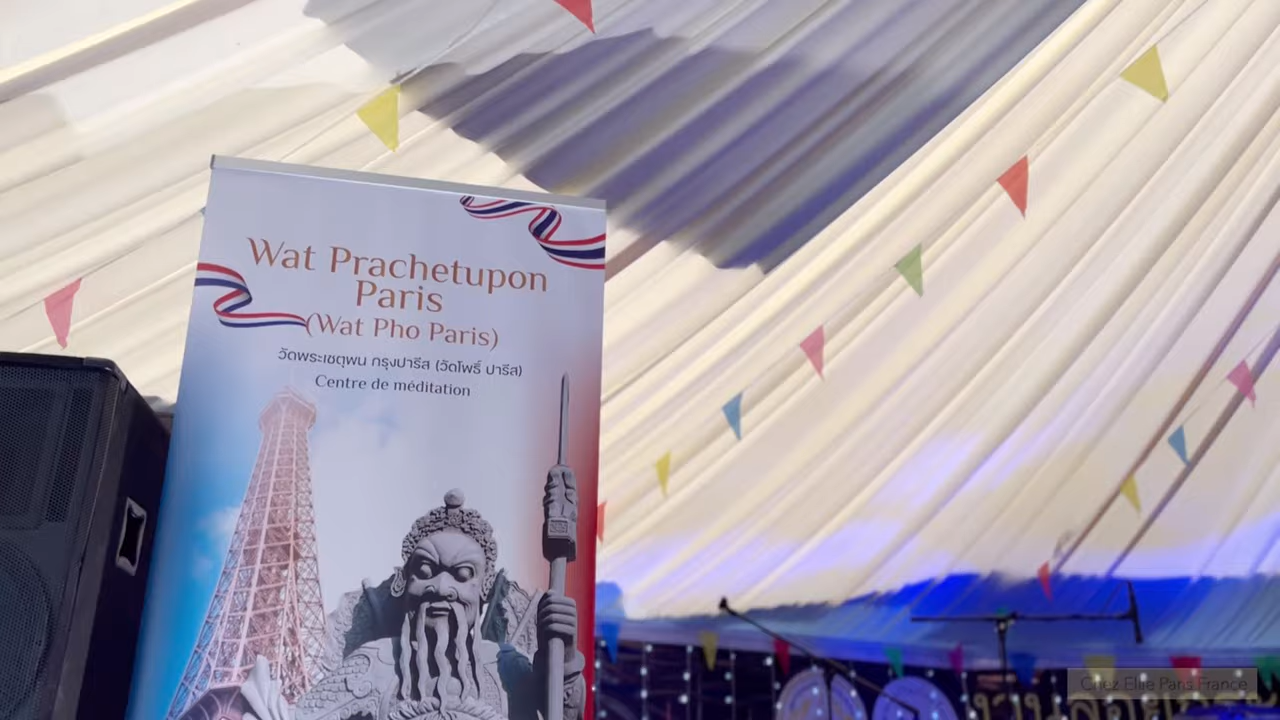 Wat Prachetupon
Paris
(Wat Pho Paris)
วัดพระเชตุพน กรุงปารีส (วัดโพธิ์ ปารีส)
Centre de méditation
Chez Ellie Paris France